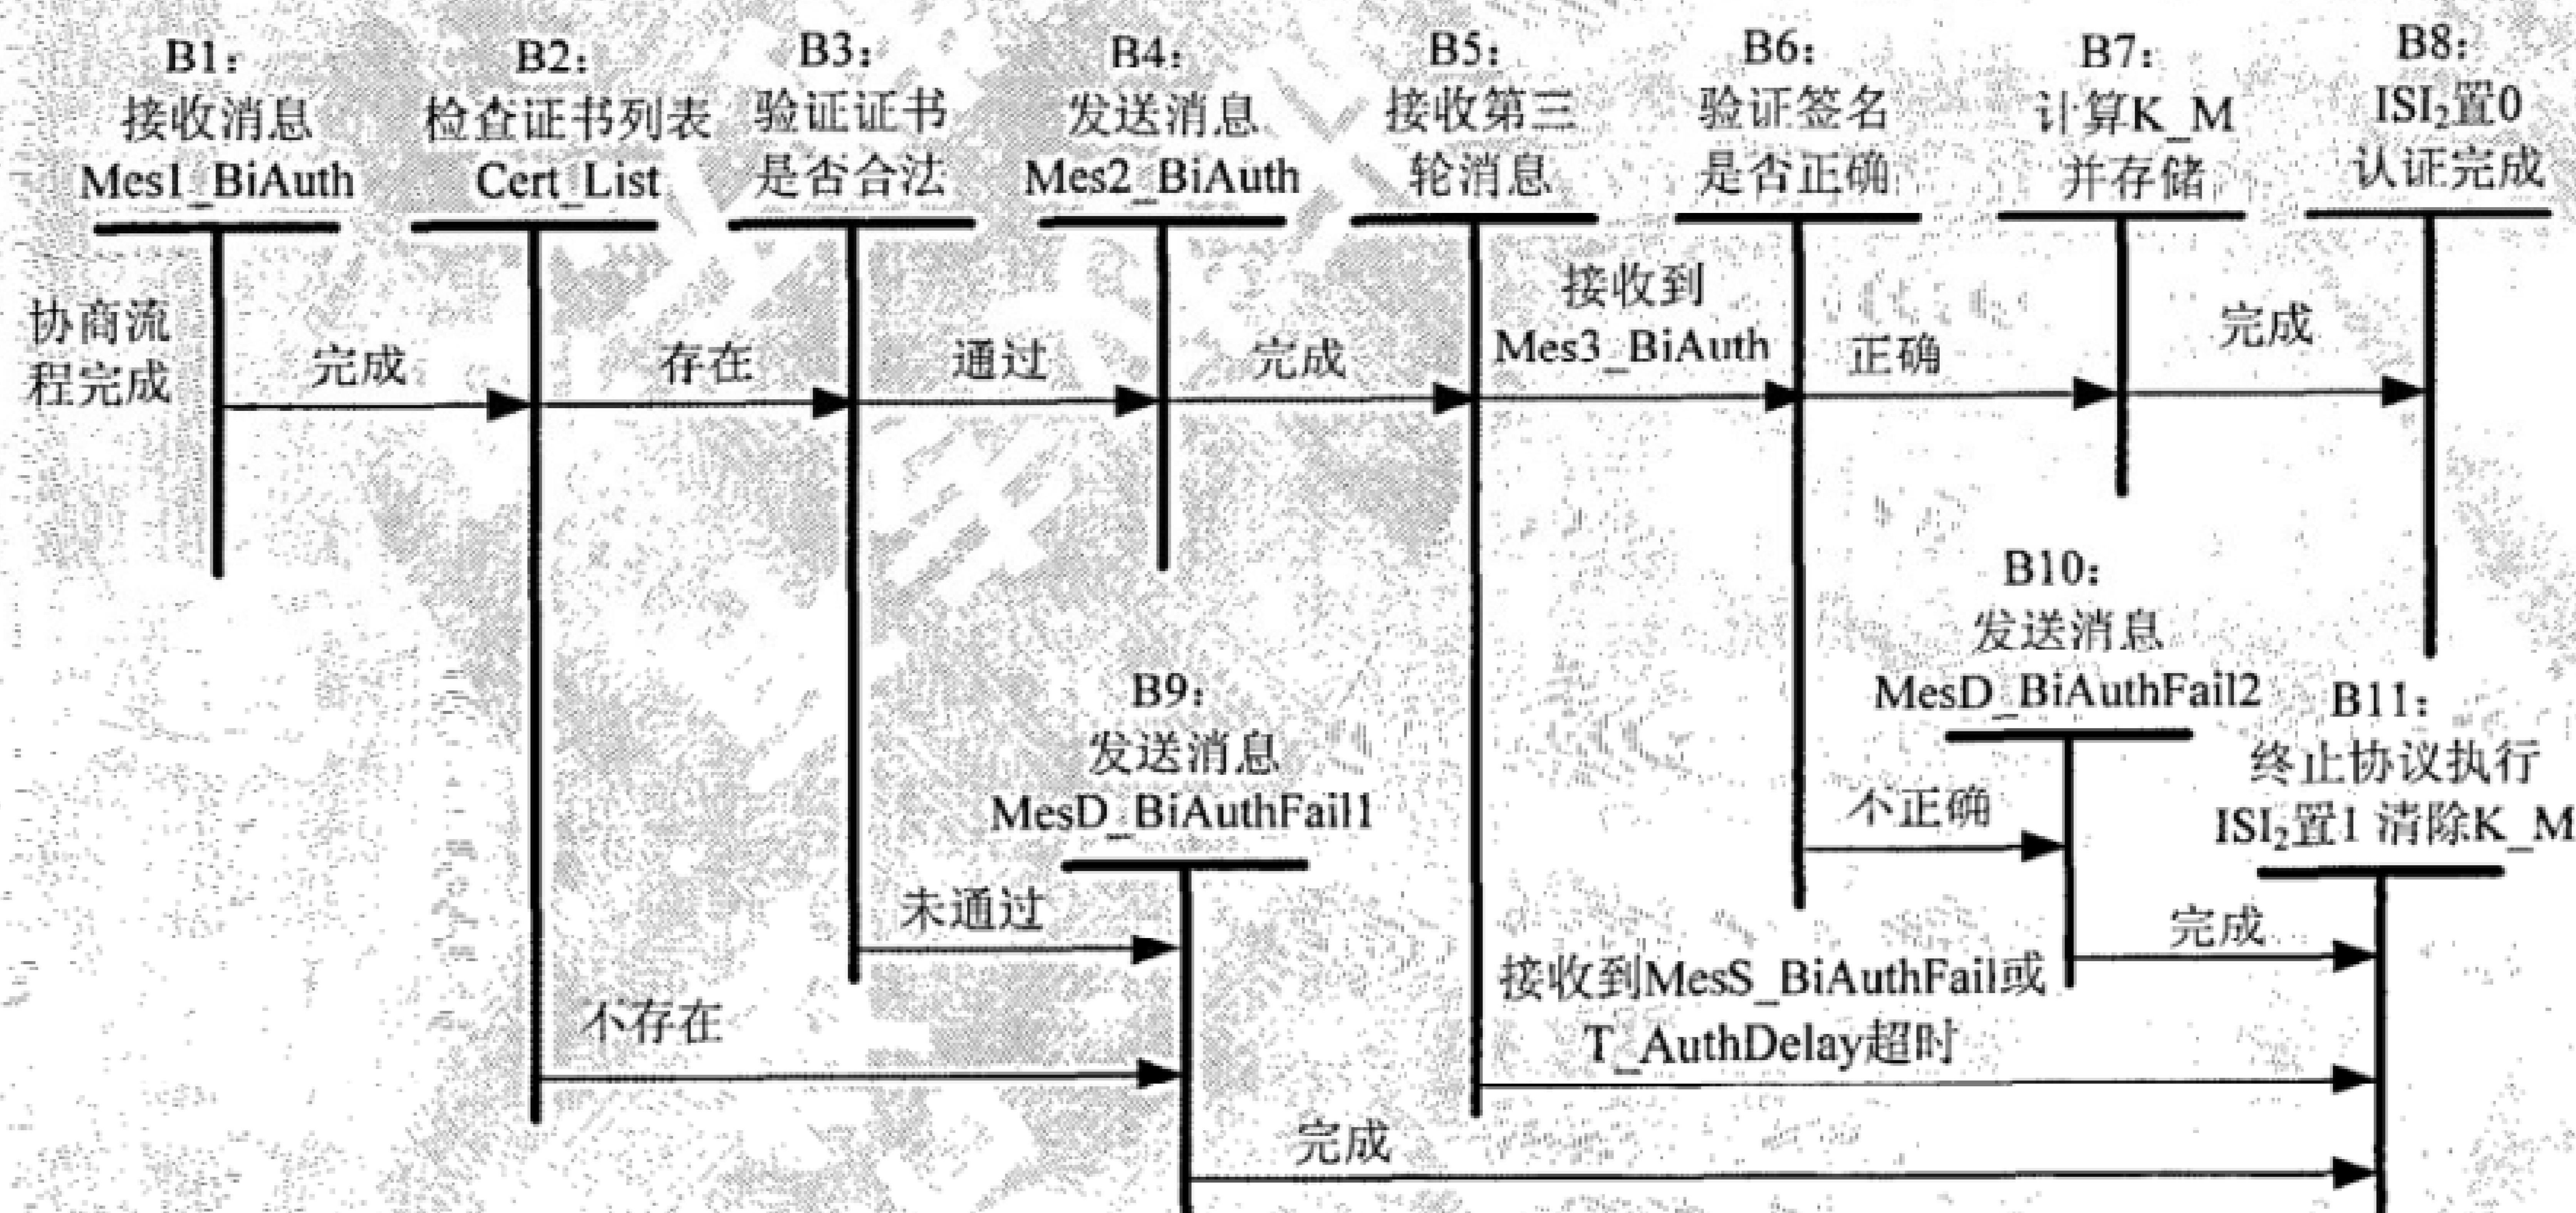 B1：
接收消息
Mes1_BiAuth
B2：
检查证书列表
Cert_List
B3：
验证证书
是否合法
B4：
发送消息
Mes2_BiAuth
B5：
接收第三
轮消息
B6：
验证签名
是否正确
B7：
计算K_M
并存储
B8：
ISI₂置0
认证完成
协商流
程完成
完成
存在
通过
完成
接收到
Mes3_BiAuth
正确
完成
B9：
发送消息
MesD_BiAuthFail1
B10：
发送消息
MesD_BiAuthFail2
B11：
终止协议执行
ISI₂置1 清除K_M
不正确
未通过
完成
接收到MesS_BiAuthFail或
T_AuthDelay超时
不存在
完成